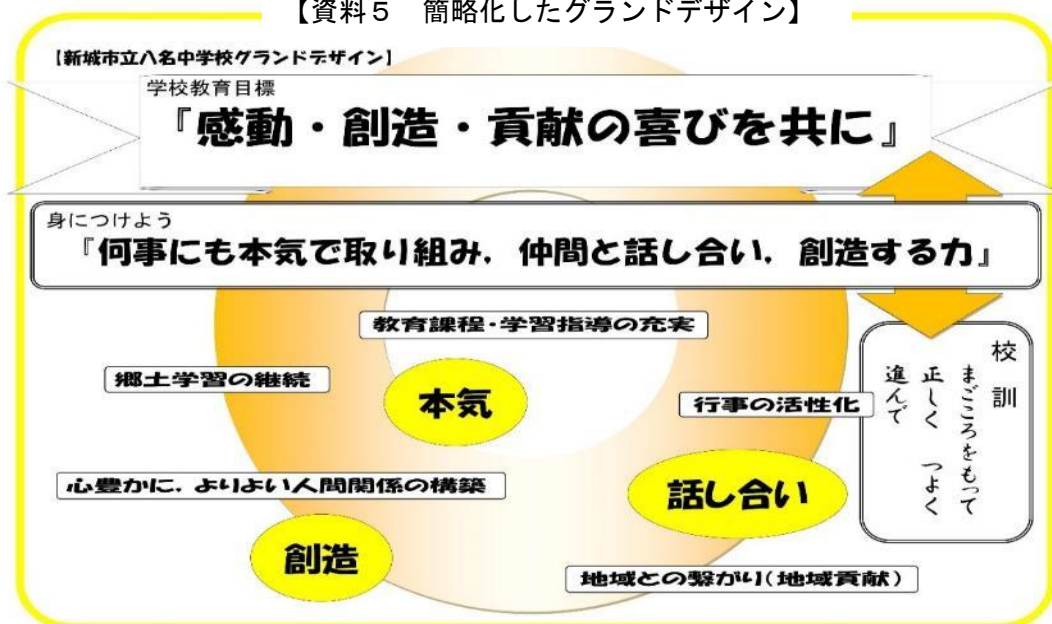 【資料5 簡略化したグランドデザイン】
【新城市立八名中学校グランドデザイン】
学校教育目標
『感動・創造・貢献の喜びを共に』
身につけよう
『何事にも本気で取り組み，仲間と話し合い，創造する力』
教育課程・学習指導の充実
郷土学習の継続
本気
行事の活性化
心豊かに，よりよい人間関係の構築
話し合い
創造
地域との繋がり(地域貢献)
校訓
まごころをもって
正しく つよく
進んで